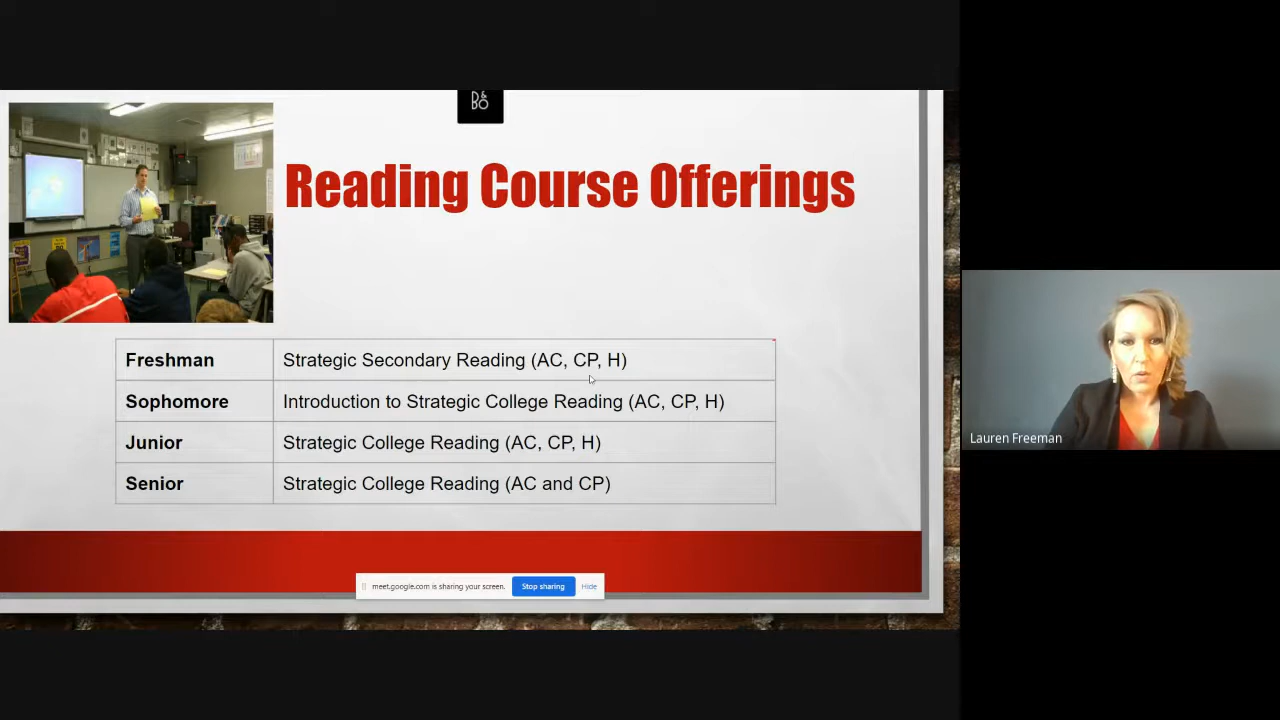 B&
BO
Reading Course Offerings
Freshman Strategic Secondary Reading (AC, CP, H)
Sophomore Introduction to Strategic College Reading (AC, CP, H)
Junior Strategic College Reading (AC, CP, H)
Senior Strategic College Reading (AC and CP)
Lauren Freeman
meet.google.com is sharing your screen. Stop sharing Hide